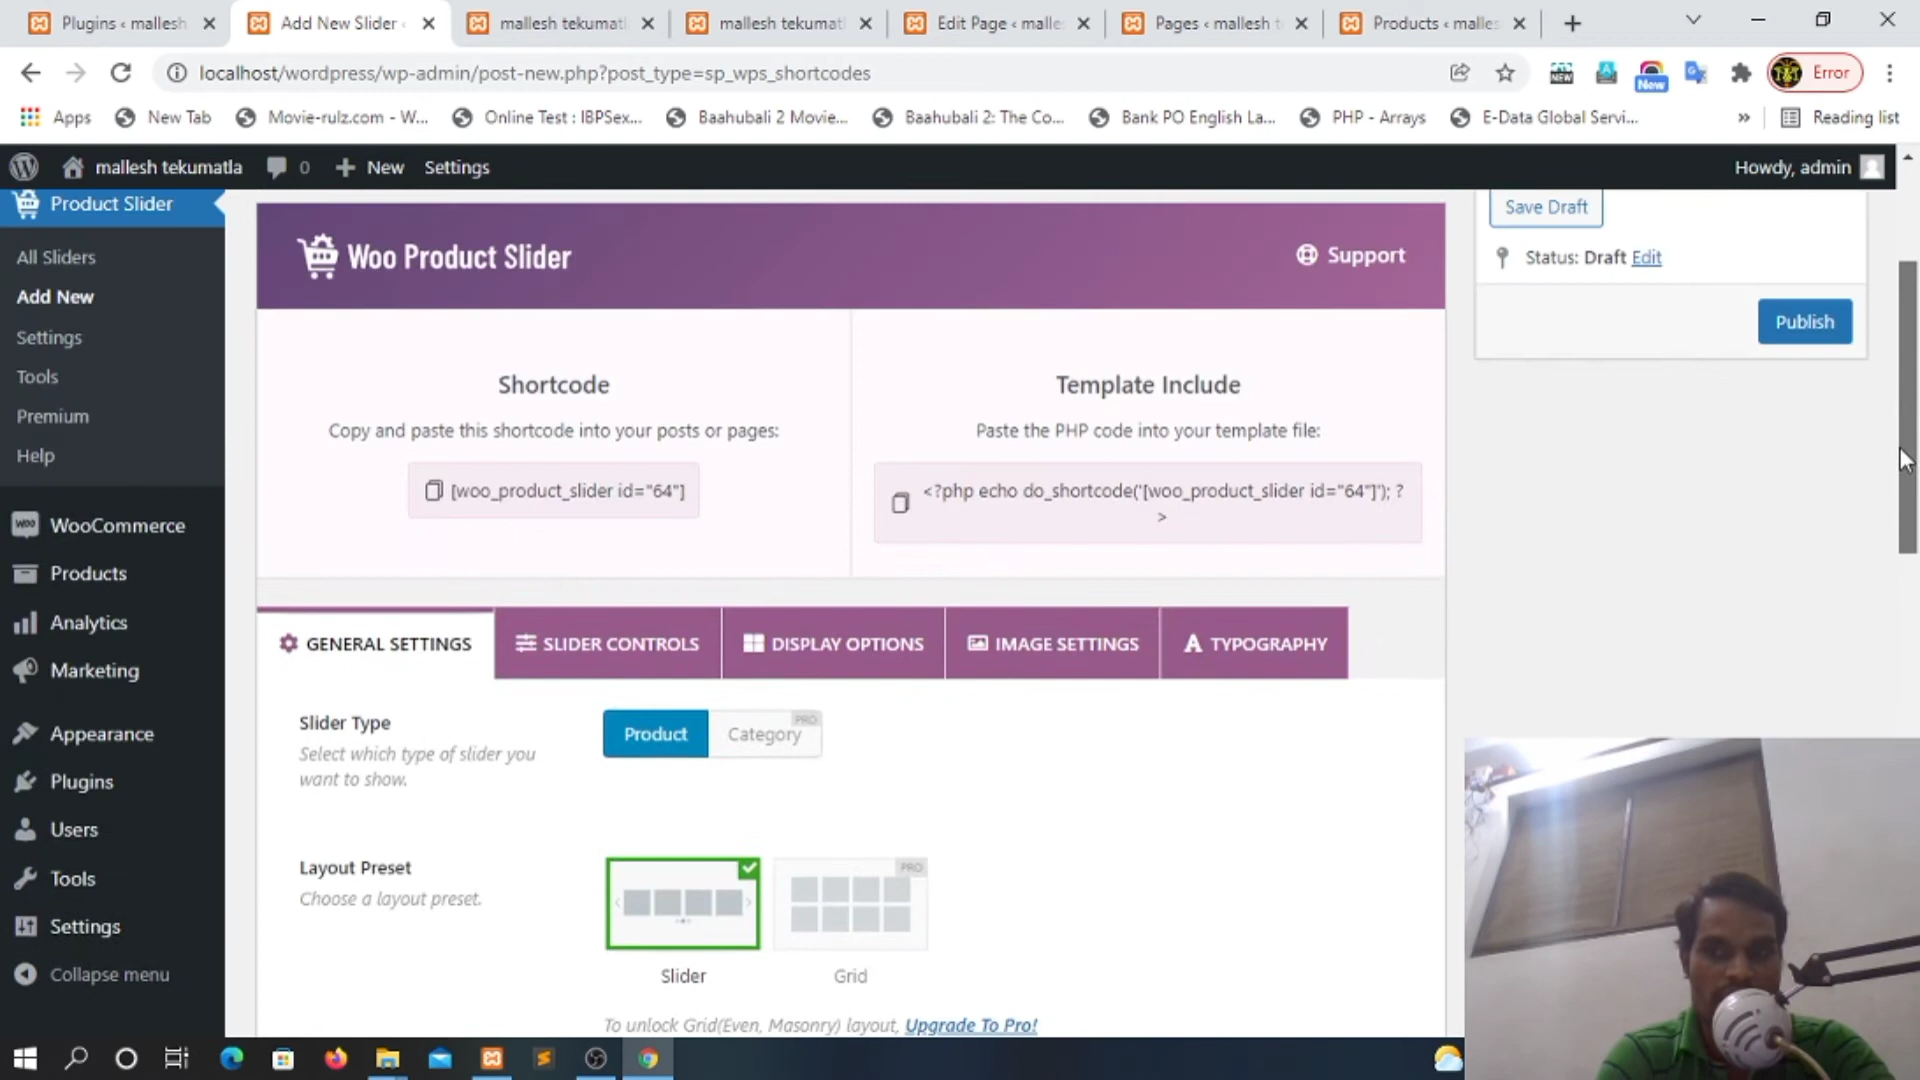 Plugins ‹ mallesh
Add New Slider ‹
mallesh tekumatl
mallesh tekumatl
Edit Page ‹ malle
Pages ‹ mallesh t
Products ‹ malles
localhost/wordpress/wp-admin/post-new.php?post_type=sp_wps_shortcodes
NEW
New
Error
Apps
New Tab
Movie-rulz.com - W...
Online Test : IBPSex...
Baahubali 2 Movie...
Baahubali 2: The Co...
Bank PO English La...
PHP - Arrays
E-Data Global Servi...
»
Reading list
mallesh tekumatla
0
New
Settings
Howdy, admin
Product Slider
All Sliders
Add New
Settings
Tools
Premium
Help
WooCommerce
Products
Analytics
Marketing
Appearance
Plugins
Users
Tools
Settings
Collapse menu
Woo Product Slider
Support
Shortcode
Copy and paste this shortcode into your posts or pages:
[woo_product_slider id="64"]
Template Include
Paste the PHP code into your template file:
<?php echo do_shortcode('[woo_product_slider id="64"]'); ?
>
GENERAL SETTINGS
SLIDER CONTROLS
DISPLAY OPTIONS
IMAGE SETTINGS
TYPOGRAPHY
Slider Type
Select which type of slider you
want to show.
Product
Category
PRO
Layout Preset
Choose a layout preset.
PRO
Slider
Grid
To unlock Grid(Even, Masonry) layout, Upgrade To Pro!
Save Draft
Status: Draft Edit
Publish